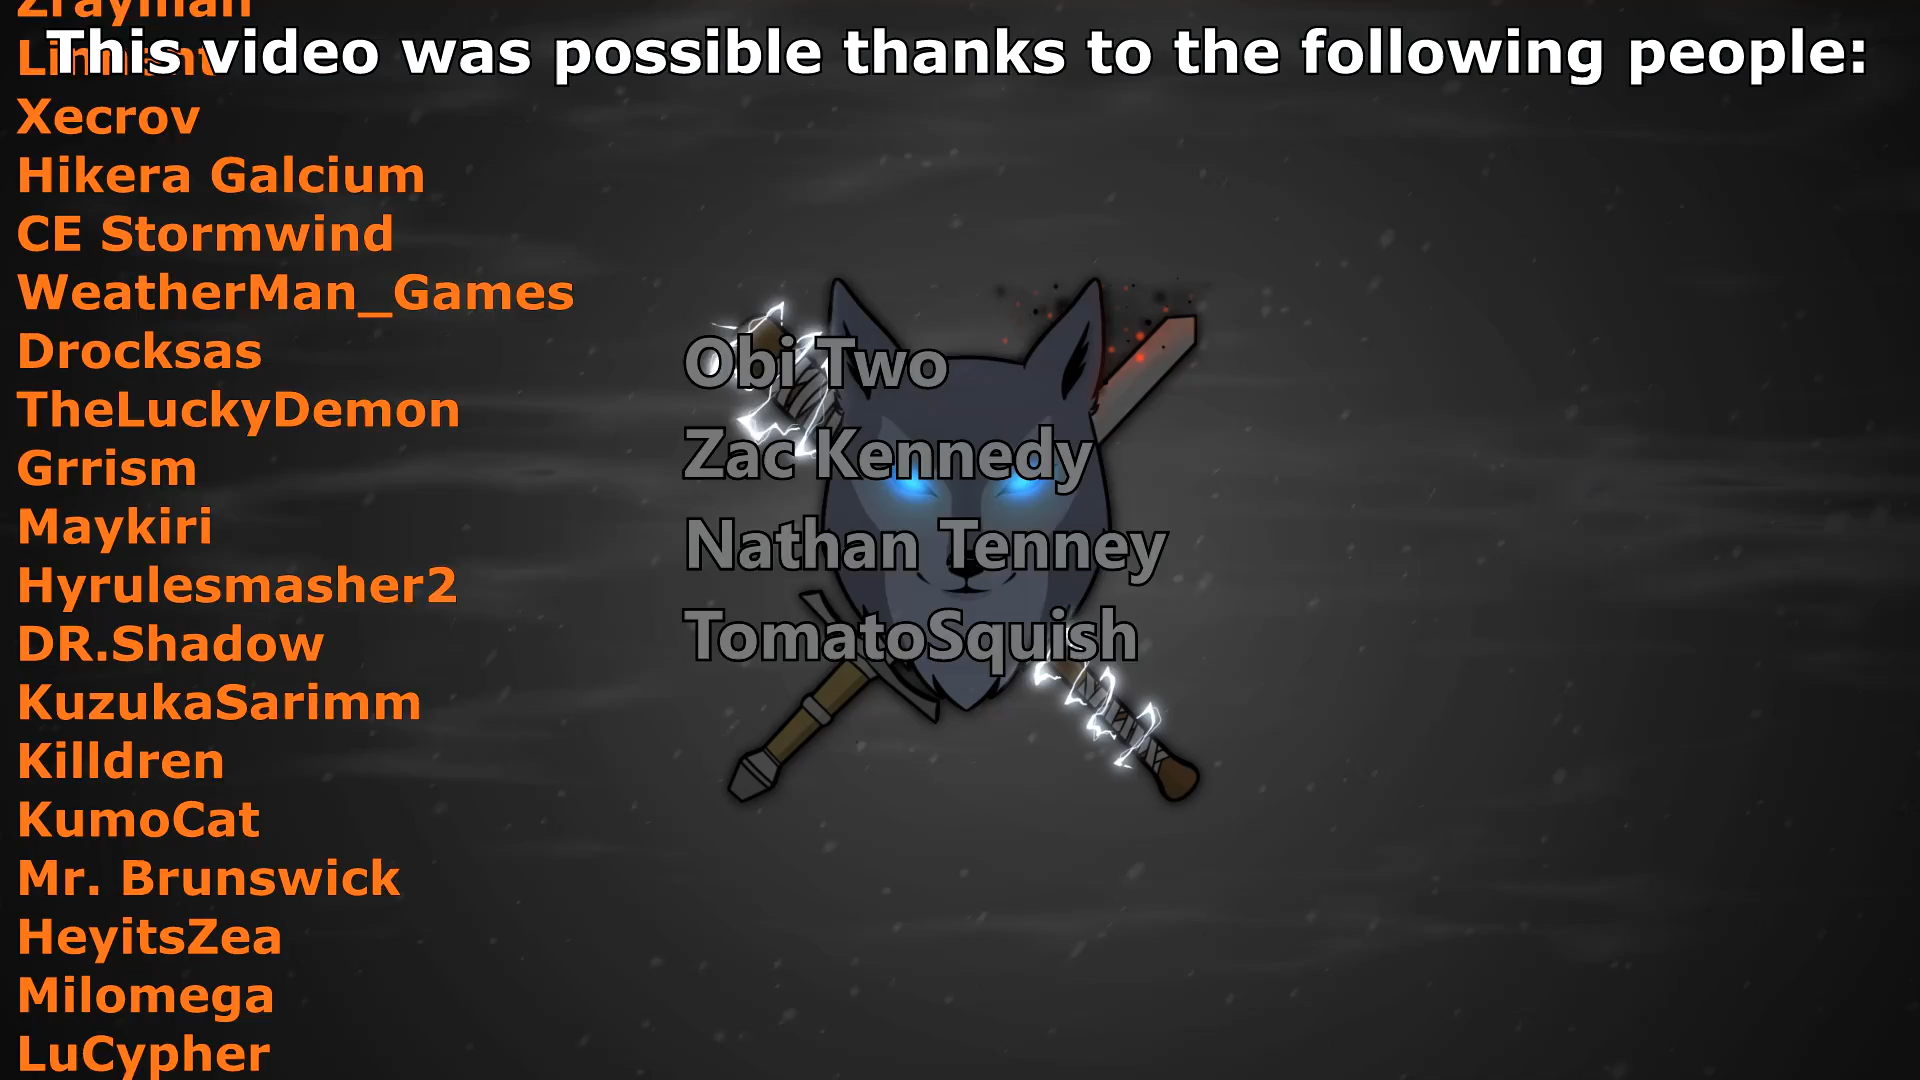 Zrayman
This video was possible thanks to the following people:
Xecrov
Hikera Galcium
CE Stormwind
WeatherMan_Games
Drocksas
TheLuckyDemon
Grrism
Maykiri
Hyrulesmasher2
DR.Shadow
KuzukaSarimm
Killdren
KumoCat
Mr. Brunswick
HeyitsZea
Milomega
LuCypher
Obi Two
Zac Kennedy
Nathan Tenney
TomatoSquish